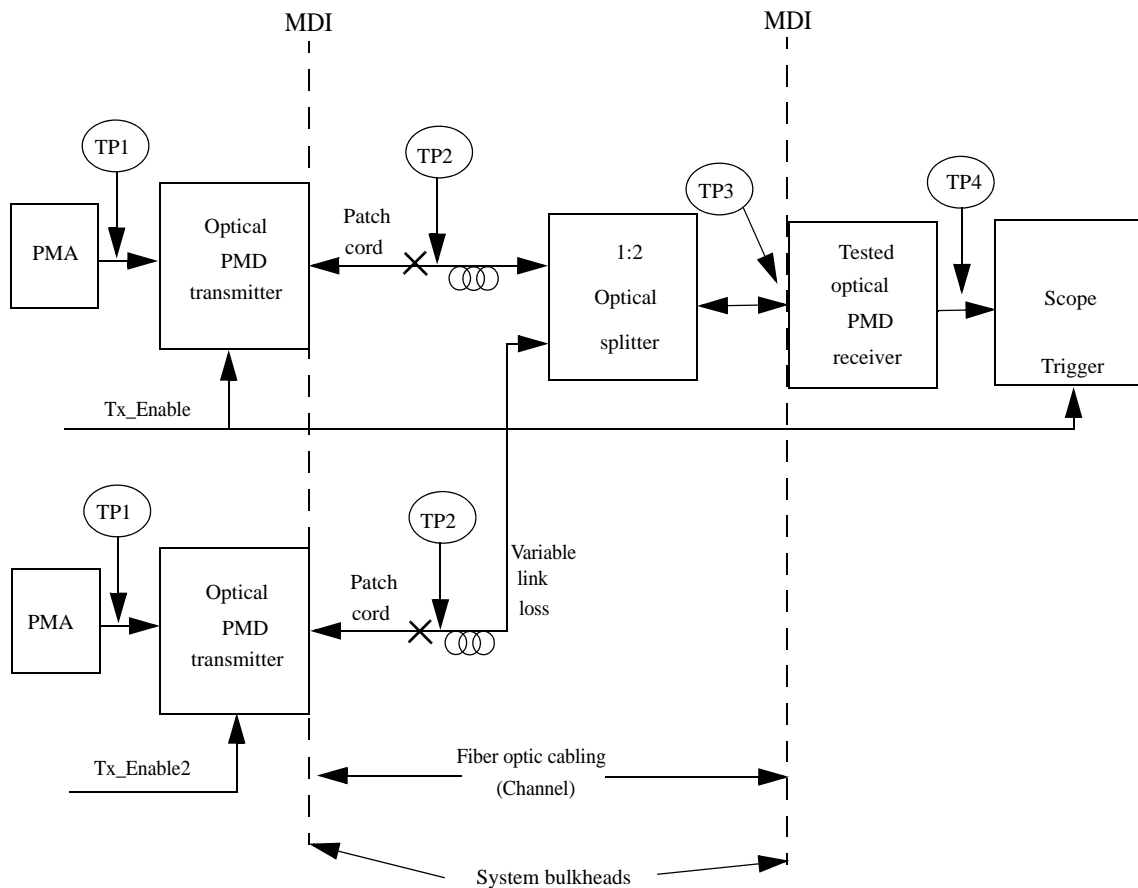 MDI
MDI
TP1
TP2
TP3
TP4
PMA
Optical
PMD
transmitter
Patch
cord
1:2
Optical
splitter
Tested
optical
PMD
receiver
Scope
Trigger
Tx_Enable
TP1
TP2
PMA
Optical
PMD
transmitter
Patch
cord
Variable
link
loss
Tx_Enable2
Fiber optic cabling
(Channel)
System bulkheads